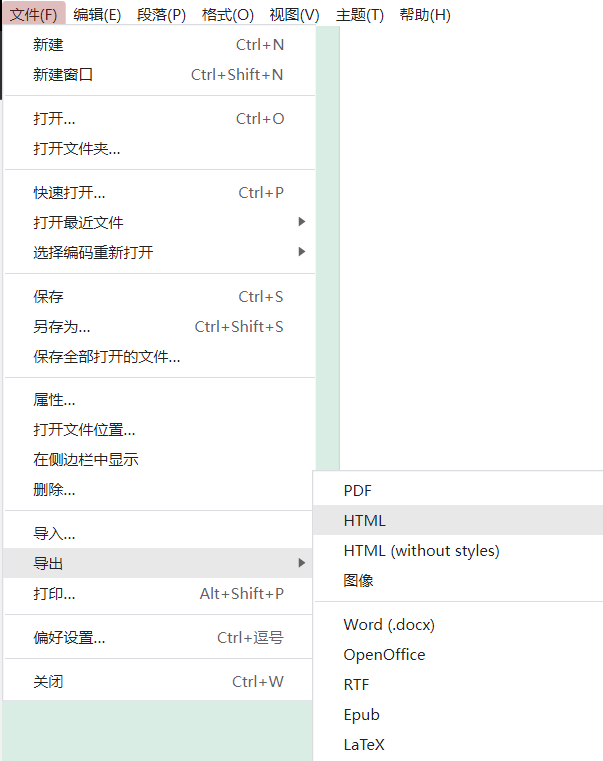 文件(F) 编辑(E) 段落(P) 格式(O) 视图(V) 主题(T) 帮助(H)
新建 Ctrl+N
新建窗口 Ctrl+Shift+N
打开... Ctrl+O
打开文件夹...
快速打开... Ctrl+P
打开最近文件
选择编码重新打开
保存 Ctrl+S
另存为... Ctrl+Shift+S
保存全部打开的文件...
属性...
打开文件位置...
在侧边栏中显示
删除...
导入...
导出
打印... Alt+Shift+P
偏好设置... Ctrl+逗号
关闭 Ctrl+W
PDF
HTML
HTML (without styles)
图像
Word (.docx)
OpenOffice
RTF
Epub
LaTeX